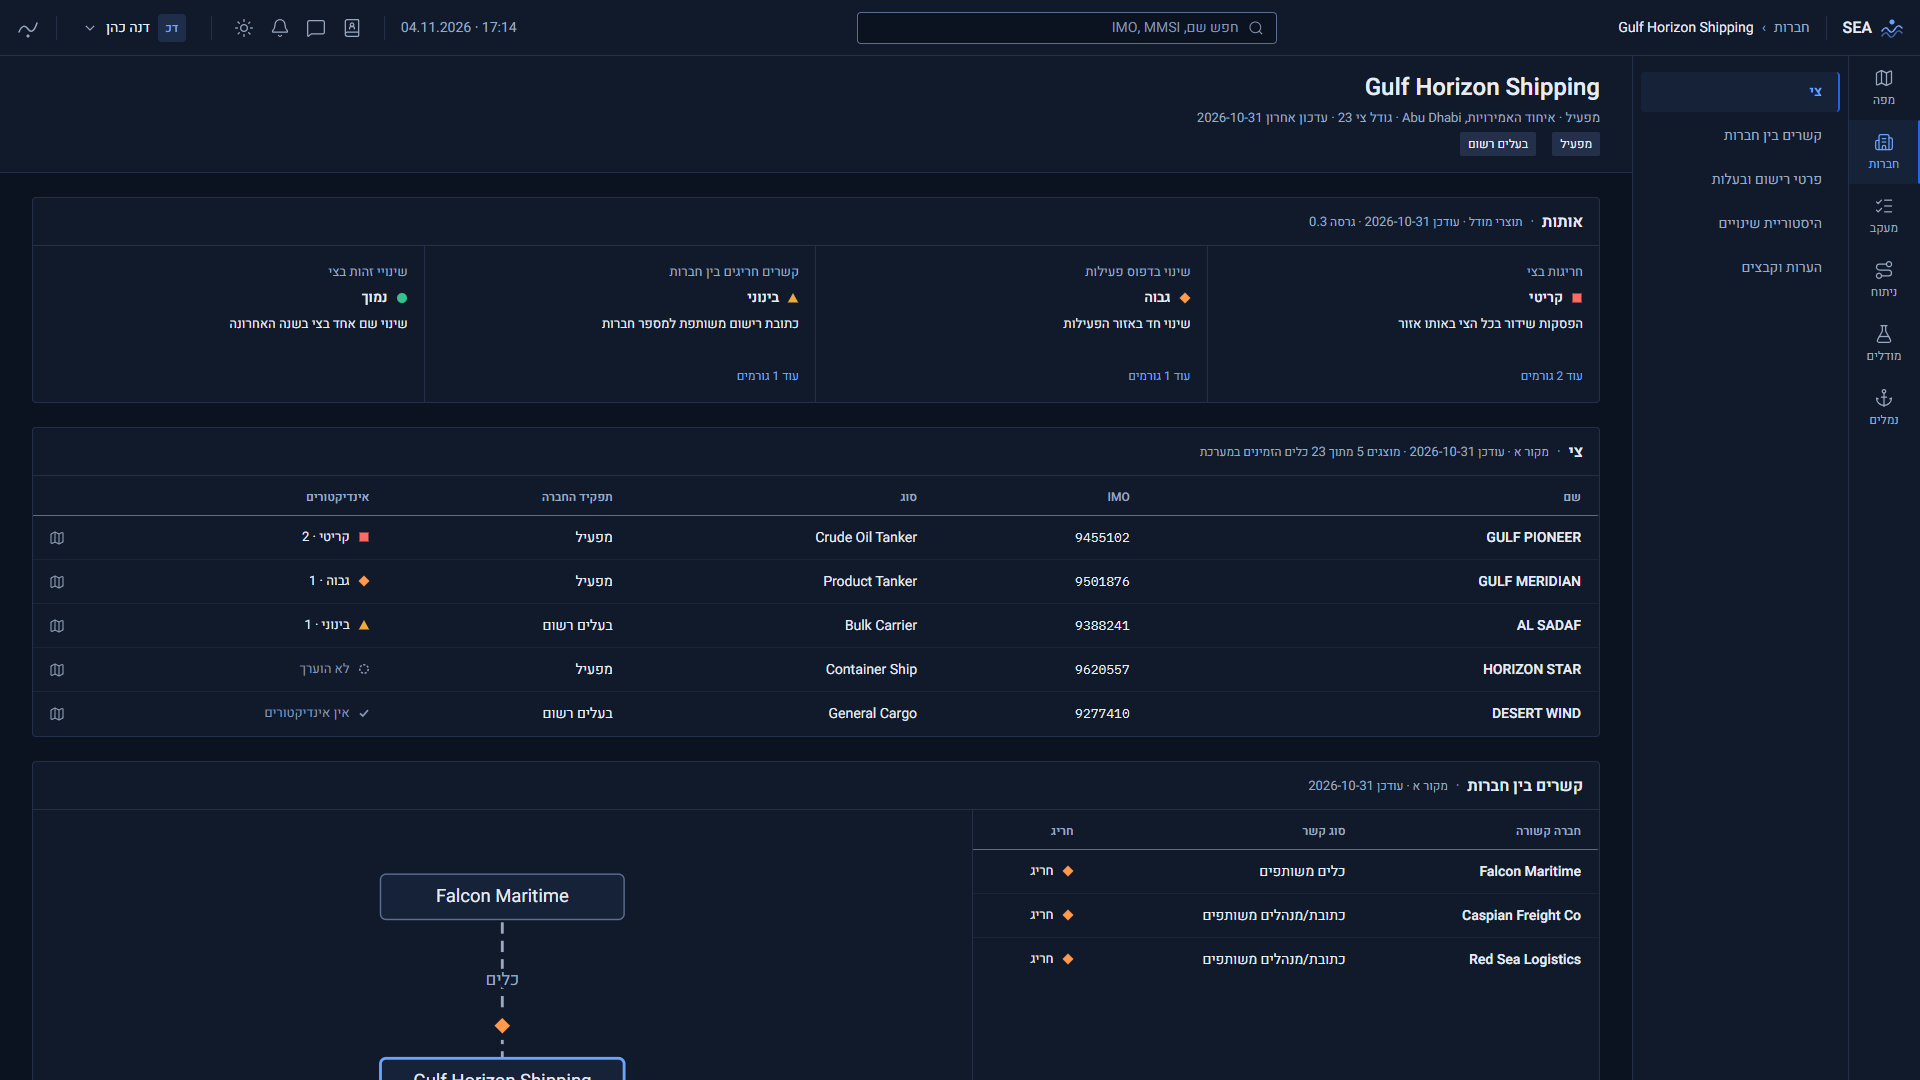 SEA
חברות › Gulf Horizon Shipping
חפש שם, IMO, MMSI
04.11.2026 · 17:14
דכ דנה כהן
מפה
חברות
מעקב
ניתוח
מודלים
נמלים
צי
קשרים בין חברות
פרטי רישום ובעלות
היסטוריית שינויים
הערות וקבצים
Gulf Horizon Shipping
מפעיל · איחוד האמירויות, Abu Dhabi · גודל צי 23 · עדכון אחרון 2026-10-31
מפעיל בעלים רשום
אותות · תוצרי מודל · עודכן 2026-10-31 · גרסה 0.3
חריגות בצי
קריטי
הפסקות שידור בכל הצי באותו אזור
עוד 2 גורמים
שינוי בדפוס פעילות
גבוה
שינוי חד באזור הפעילות
עוד 1 גורמים
קשרים חריגים בין חברות
בינוני
כתובת רישום משותפת למספר חברות
עוד 1 גורמים
שינויי זהות בצי
נמוך
שינוי שם אחד בצי בשנה האחרונה
צי · מקור א · עודכן 2026-10-31 · מוצגים 5 מתוך 23 כלים הזמינים במערכת
שם IMO סוג תפקיד החברה אינדיקטורים
GULF PIONEER 9455102 Crude Oil Tanker מפעיל קריטי · 2
GULF MERIDIAN 9501876 Product Tanker מפעיל גבוה · 1
AL SADAF 9388241 Bulk Carrier בעלים רשום בינוני · 1
HORIZON STAR 9620557 Container Ship מפעיל לא הוערך
DESERT WIND 9277410 General Cargo בעלים רשום אין אינדיקטורים
קשרים בין חברות · מקור א · עודכן 2026-10-31
חברה קשורה סוג קשר חריג
Falcon Maritime כלים משותפים חריג
Caspian Freight Co כתובת/מנהלים משותפים חריג
Red Sea Logistics כתובת/מנהלים משותפים חריג
Falcon Maritime
כלים
Gulf Horizon Shipping